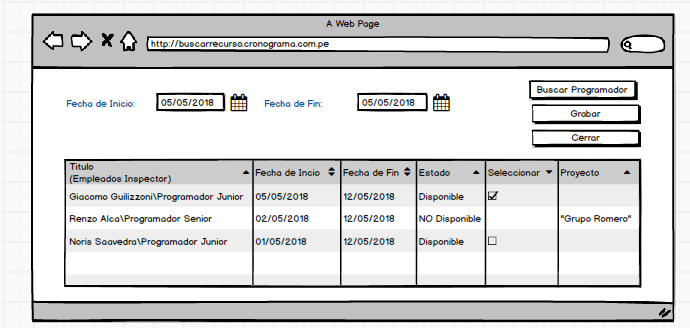 A Web Page
http://buscarrecurso.cronograma.com.pe
Buscar Programador
Fecha de Inicio: 05/05/2018 Fecha de Fin: 05/05/2018
Grabar
Cerrar
Titulo
(Empleados Inspector) Fecha de Incio Fecha de Fin Estado Seleccionar Proyecto
Giacomo Guilizzoni\Programador Junior 05/05/2018 12/05/2018 Disponible
Renzo Alca\Programador Senior 02/05/2018 12/05/2018 NO Disponible "Grupo Romero"
Noris Saavedra\Programador Junior 01/05/2018 12/05/2018 Disponible